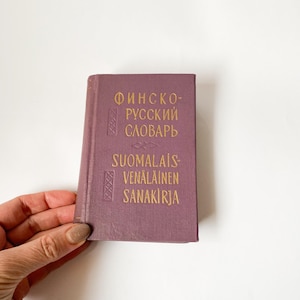 ФИНСКО-
РУССКИЙ
СЛОВАРЬ
SUOMALAIS-
VENÄLÄINEN
SANAKIRJA